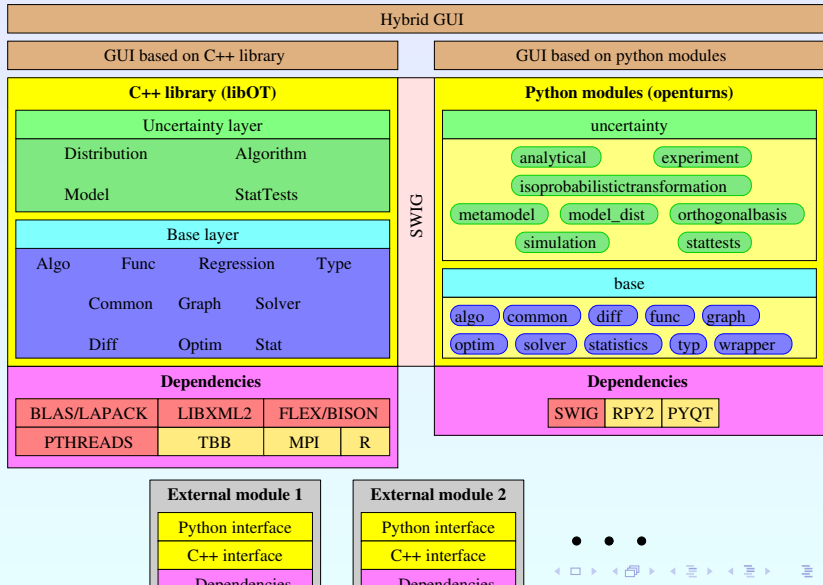 Hybrid GUI
GUI based on C++ library
GUI based on python modules
C++ library (libOT)
Uncertainty layer
Distribution Algorithm
Model StatTests
Base layer
Algo Func Regression Type
Common Graph Solver
Diff Optim Stat
Dependencies
BLAS/LAPACK LIBXML2 FLEX/BISON
PTHREADS TBB MPI R
SWIG
Python modules (openturns)
uncertainty
analytical experiment
isoprobabilistictransformation
metamodel model_dist orthogonalbasis
simulation stattests
base
algo common diff func graph
optim solver statistics typ wrapper
Dependencies
SWIG RPY2 PYQT
External module 1
Python interface
C++ interface
Dependencies
External module 2
Python interface
C++ interface
Dependencies